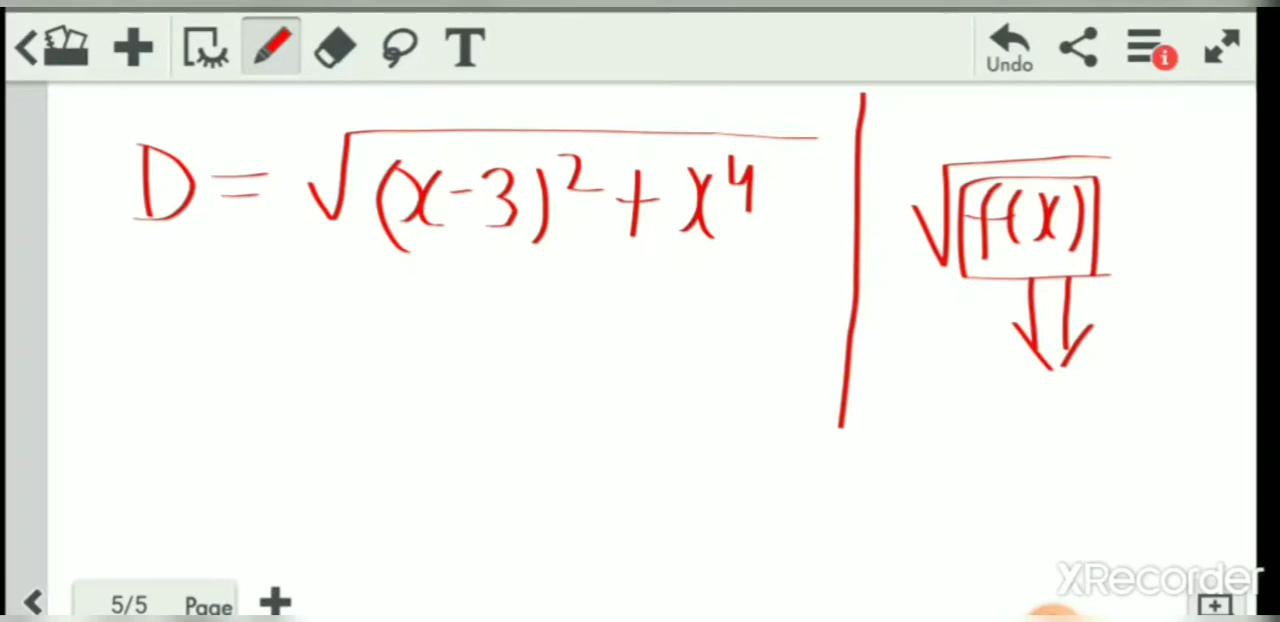 Undo
i
D = √((x-3)² + x⁴)
√(f(x))
5/5 Page
XRecorder